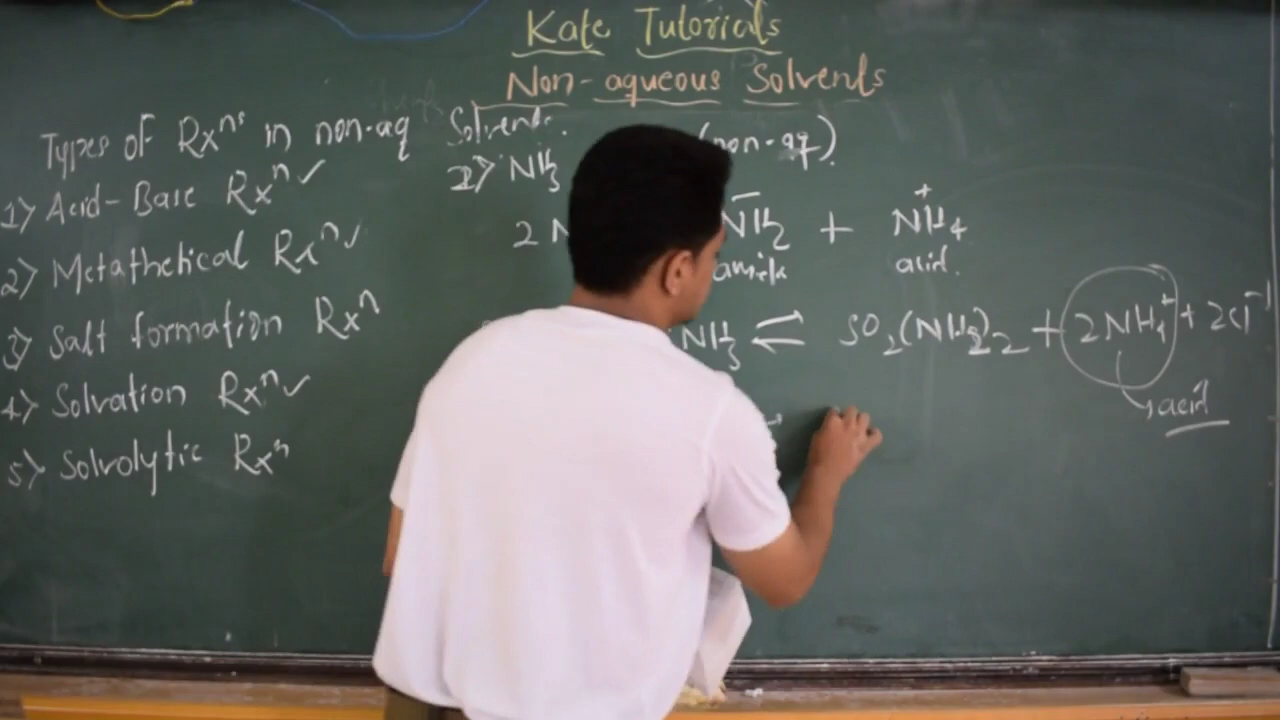 Kate Tutorials
Non-aqueous Solvents
Types of Rxⁿˢ in non-aq Solvents.
1) Acid-Base Rxⁿ ✓
2) Metathetical Rxⁿ ✓
3) Salt formation Rxⁿ
4) Solvation Rxⁿ ✓
5) Solvolytic Rxⁿ
2) NH₃ (non-aq)
2 N NH₂⁻ + NH₄⁺
acid.
NH₃ ⇌ SO₂(NH₂)₂ + 2NH₄⁺ + 2Cl⁻
acid